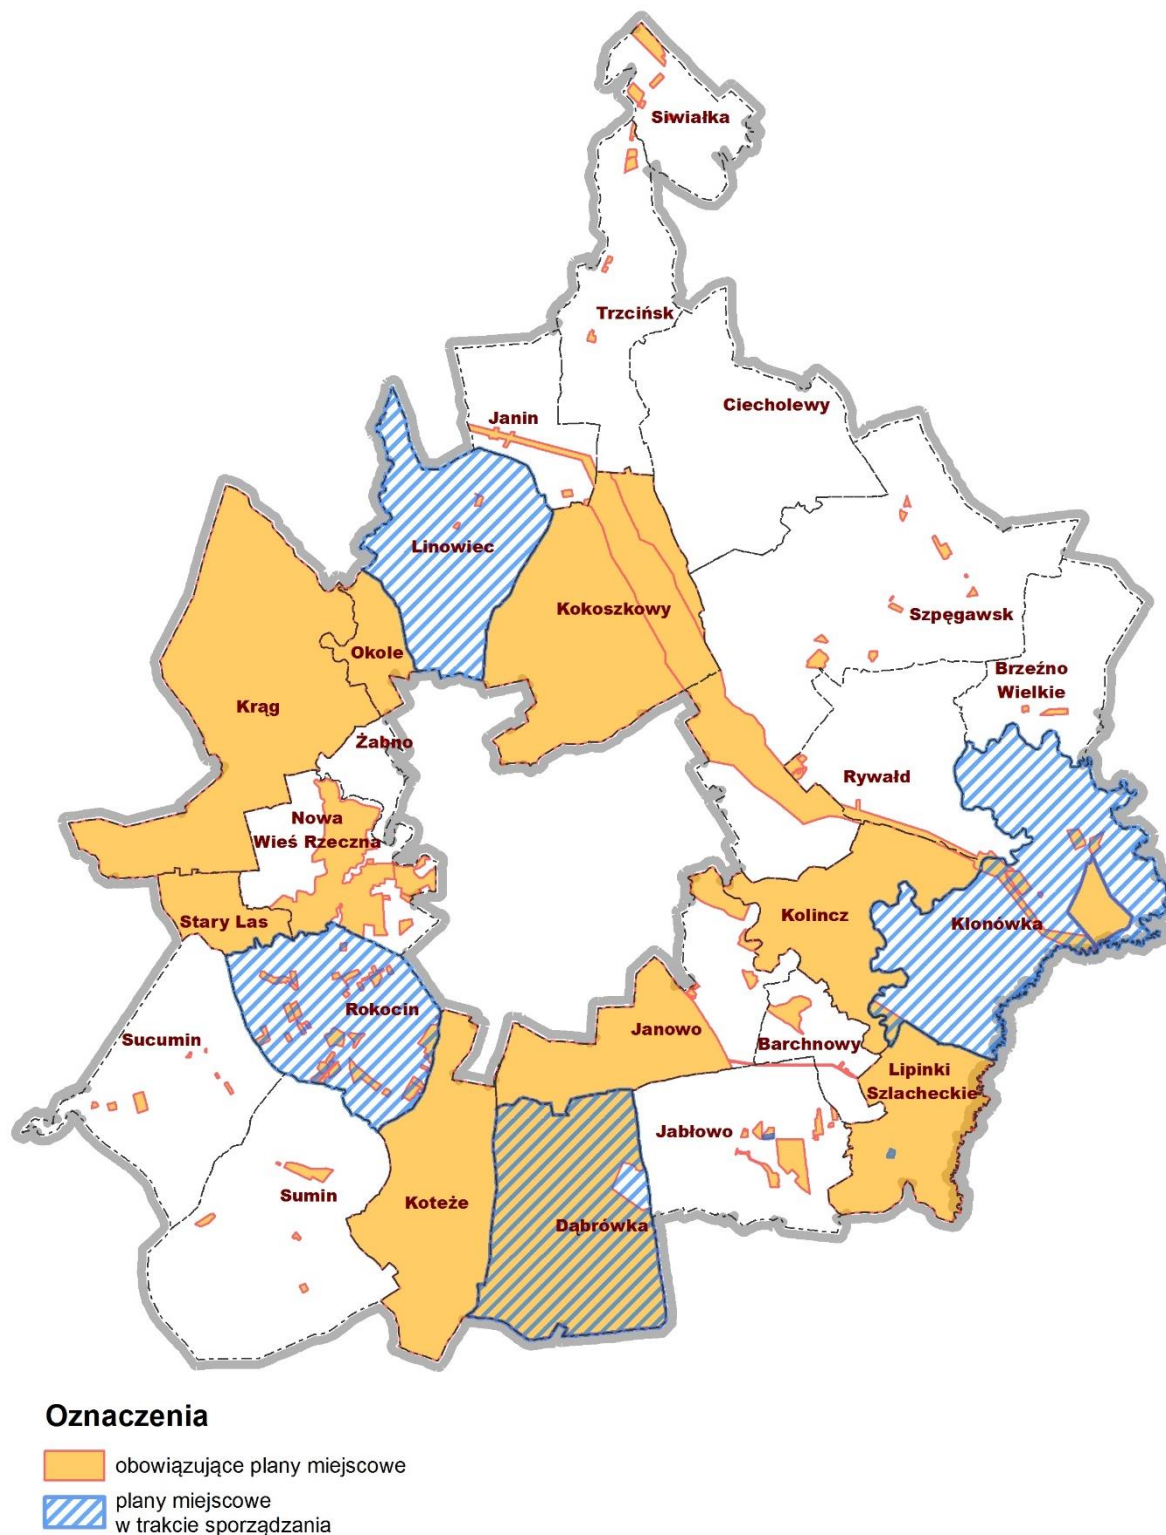 Siwiałka
Trzcińsk
Ciecholewy
Janin
Linowiec
Kokoszkowy
Szpęgawsk
Okole
Brzeźno
Wielkie
Krąg
Żabno
Rywałd
Nowa
Wieś Rzeczna
Stary Las
Kolincz
Klonówka
Rokocin
Janowo
Sucumin
Barchnowy
Lipinki
Szlacheckie
Jabłowo
Sumin
Koteże
Dąbrówka
Oznaczenia
obowiązujące plany miejscowe
plany miejscowe
w trakcie sporządzania